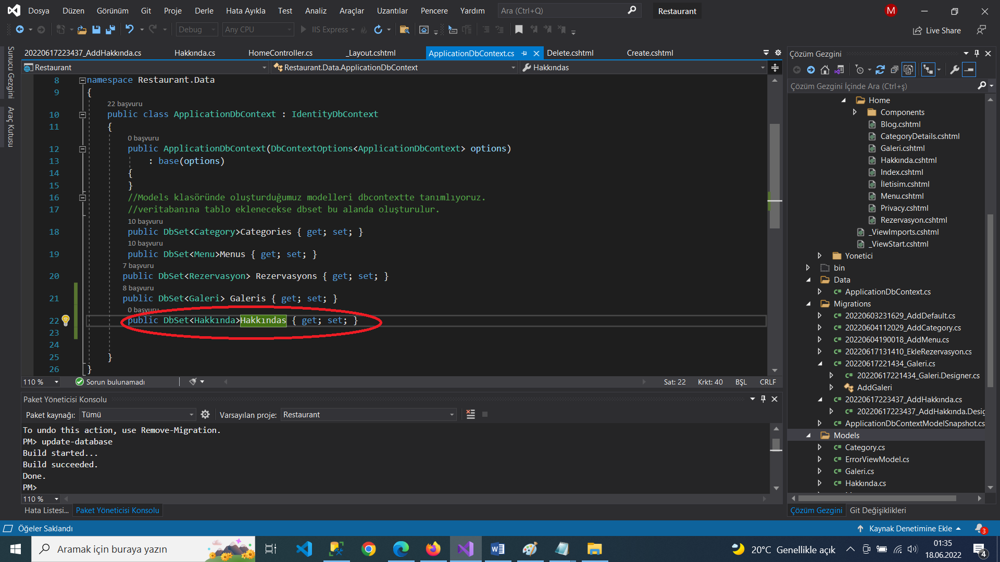 Dosya Düzen Görünüm Git Proje Derle Hata Ayıkla Test Analiz Araçlar Uzantılar Pencere Yardım Ara (Ctrl+Q) Restaurant M
Debug Any CPU IIS Express Live Share
Sunucu Gezgini
Araç Kutusu
20220617223437_AddHakkında.cs Hakkında.cs HomeController.cs _Layout.cshtml ApplicationDbContext.cs Delete.cshtml Create.cshtml
Restaurant Restaurant.Data.ApplicationDbContext Hakkındas
8 namespace Restaurant.Data
9 {
22 başvuru
10 public class ApplicationDbContext : IdentityDbContext
11 {
0 başvuru
12 public ApplicationDbContext(DbContextOptions<ApplicationDbContext> options)
13 : base(options)
14 {
15 }
16 //Models klasöründe oluşturduğumuz modelleri dbcontextte tanımlıyoruz.
17 //veritabanına tablo eklenecekse dbset bu alanda oluşturulur.
10 başvuru
18 public DbSet<Category>Categories { get; set; }
10 başvuru
19 public DbSet<Menu>Menus { get; set; }
7 başvuru
20 public DbSet<Rezervasyon> Rezervasyons { get; set; }
8 başvuru
21 public DbSet<Galeri> Galeris { get; set; }
0 başvuru
22 public DbSet<Hakkında>Hakkındas { get; set; }
23
24
25 }
26 }
110 % Sorun bulunamadı Sat: 22 Krkt: 40 BŞL CRLF
Paket Yöneticisi Konsolu
Paket kaynağı: Tümü Varsayılan proje: Restaurant
To undo this action, use Remove-Migration.
PM> update-database
Build started...
Build succeeded.
Done.
PM>
110 %
Hata Listesi... Paket Yöneticisi Konsolu
Çözüm Gezgini
Çözüm Gezgini İçinde Ara (Ctrl+ş)
Home
Components
Blog.cshtml
CategoryDetails.cshtml
Galeri.cshtml
Hakkında.cshtml
Index.cshtml
İletisim.cshtml
Menu.cshtml
Privacy.cshtml
Rezervasyon.cshtml
_ViewImports.cshtml
_ViewStart.cshtml
Yonetici
bin
Data
C# ApplicationDbContext.cs
Migrations
C# 20220603231629_AddDefault.cs
C# 20220604112029_AddCategory.cs
C# 20220604190018_AddMenu.cs
C# 20220617131410_EkleRezervasyon.cs
C# 20220617221434_Galeri.cs
C# 20220617221434_Galeri.Designer.cs
AddGaleri
C# 20220617223437_AddHakkında.cs
C# 20220617223437_AddHakkında.Desig
C# ApplicationDbContextModelSnapshot.cs
Models
C# Category.cs
C# ErrorViewModel.cs
C# Galeri.cs
C# Hakkında.cs
Çözüm Gezgini Git Değişiklikleri
Öğeler Saklandı Kaynak Denetimine Ekle 3
Aramak için buraya yazın 20°C Genellikle açık 01:35
18.06.2022 4